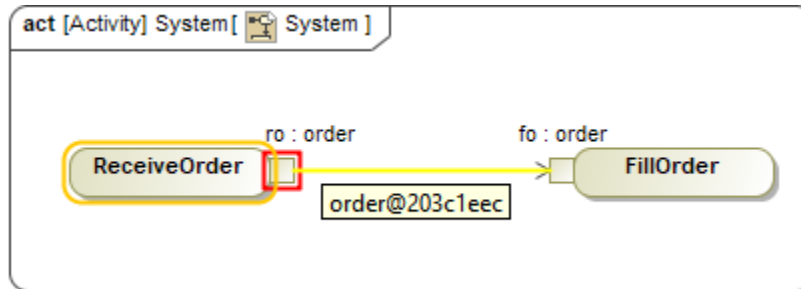 act [Activity] System[ System ]
ro : order
fo : order
ReceiveOrder
FillOrder
order@203c1eec